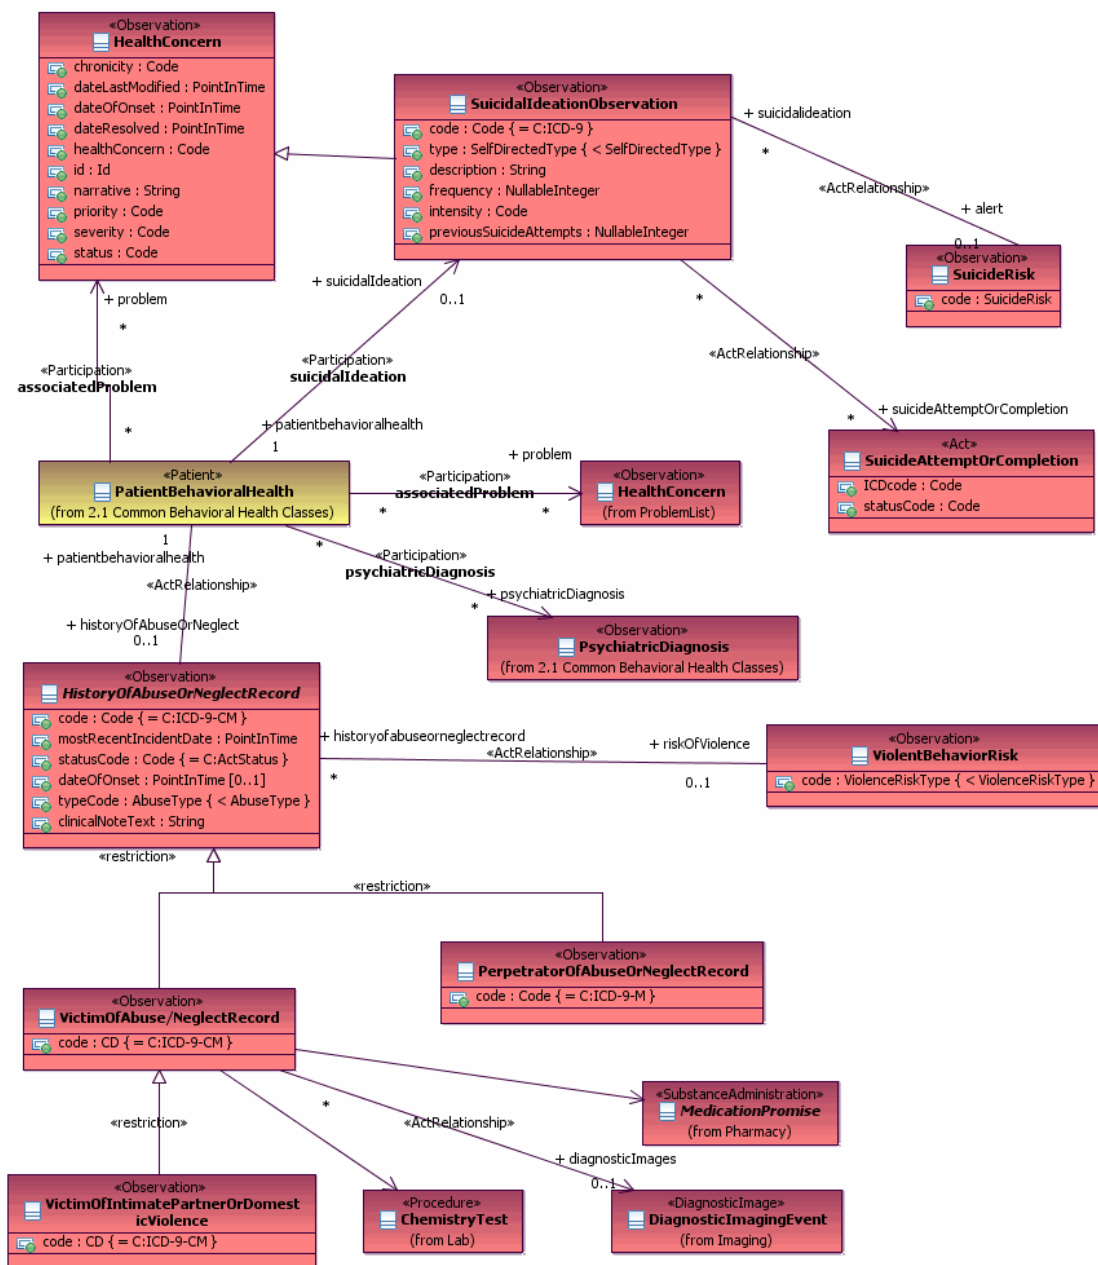 «Observation»
HealthConcern
chronicity : Code
dateLastModified : PointInTime
dateOfOnset : PointInTime
dateResolved : PointInTime
healthConcern : Code
id : Id
narrative : String
priority : Code
severity : Code
status : Code
«Observation»
SuicidalIdeationObservation
code : Code { = C:ICD-9 }
type : SelfDirectedType { < SelfDirectedType }
description : String
frequency : NullableInteger
intensity : Code
previousSuicideAttempts : NullableInteger
+ suicidalideation
*
«ActRelationship»
+ alert
0..1
«Observation»
SuicideRisk
code : SuicideRisk
+ problem
*
«Participation»
associatedProblem
*
+ suicidalIdeation
0..1
«Participation»
suicidalIdeation
+ patientbehavioralhealth
1
*
«ActRelationship»
*
+ suicideAttemptOrCompletion
«Act»
SuicideAttemptOrCompletion
ICDcode : Code
statusCode : Code
«Patient»
PatientBehavioralHealth
(from 2.1 Common Behavioral Health Classes)
+ problem
«Participation»
associatedProblem
*
*
«Observation»
HealthConcern
(from ProblemList)
1
+ patientbehavioralhealth
«ActRelationship»
+ historyOfAbuseOrNeglect
0..1
*
«Participation»
psychiatricDiagnosis
+ psychiatricDiagnosis
*
«Observation»
PsychiatricDiagnosis
(from 2.1 Common Behavioral Health Classes)
«Observation»
HistoryOfAbuseOrNeglectRecord
code : Code { = C:ICD-9-CM }
mostRecentIncidentDate : PointInTime
statusCode : Code { = C:ActStatus }
dateOfOnset : PointInTime [0..1]
typeCode : AbuseType { < AbuseType }
clinicalNoteText : String
+ historyofabuseorneglectrecord
«ActRelationship»
*
+ riskOfViolence
0..1
«Observation»
ViolentBehaviorRisk
code : ViolenceRiskType { < ViolenceRiskType }
«restriction»
«restriction»
«Observation»
PerpetratorOfAbuseOrNeglectRecord
code : Code { = C:ICD-9-M }
«Observation»
VictimOfAbuse/NeglectRecord
code : CD { = C:ICD-9-CM }
«restriction»
*
«ActRelationship»
+ diagnosticImages
0..1
«SubstanceAdministration»
MedicationPromise
(from Pharmacy)
«Observation»
VictimOfIntimatePartnerOrDomest
icViolence
code : CD { = C:ICD-9-CM }
«Procedure»
ChemistryTest
(from Lab)
«DiagnosticImage»
DiagnosticImagingEvent
(from Imaging)